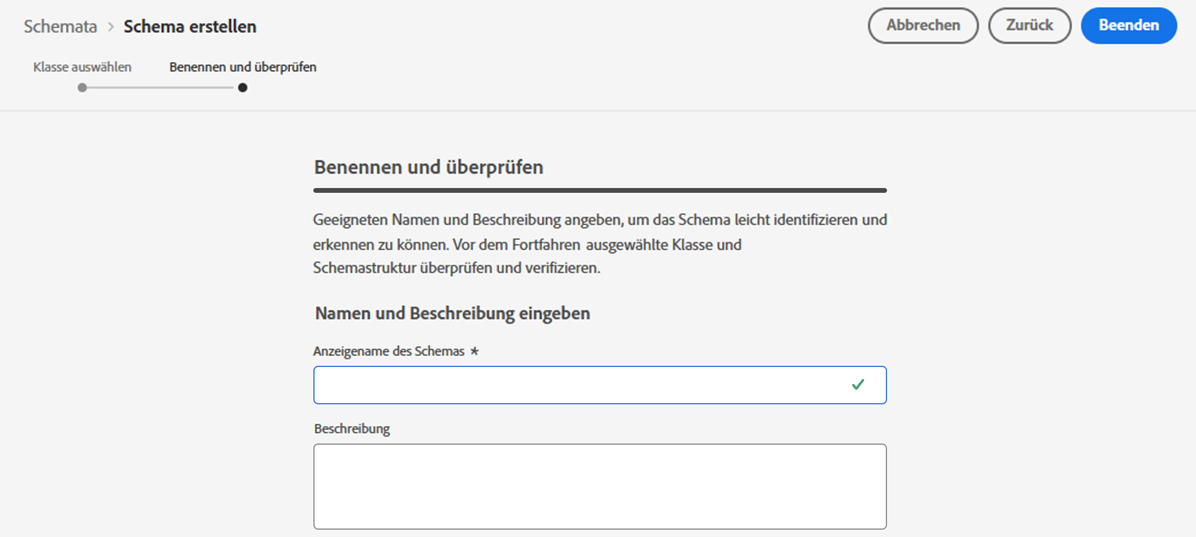 Schemata > Schema erstellen
Abbrechen
Zurück
Beenden
Klasse auswählen
Benennen und überprüfen
Benennen und überprüfen
Geeigneten Namen und Beschreibung angeben, um das Schema leicht identifizieren und
erkennen zu können. Vor dem Fortfahren ausgewählte Klasse und
Schemastruktur überprüfen und verifizieren.
Namen und Beschreibung eingeben
Anzeigename des Schemas *
Beschreibung